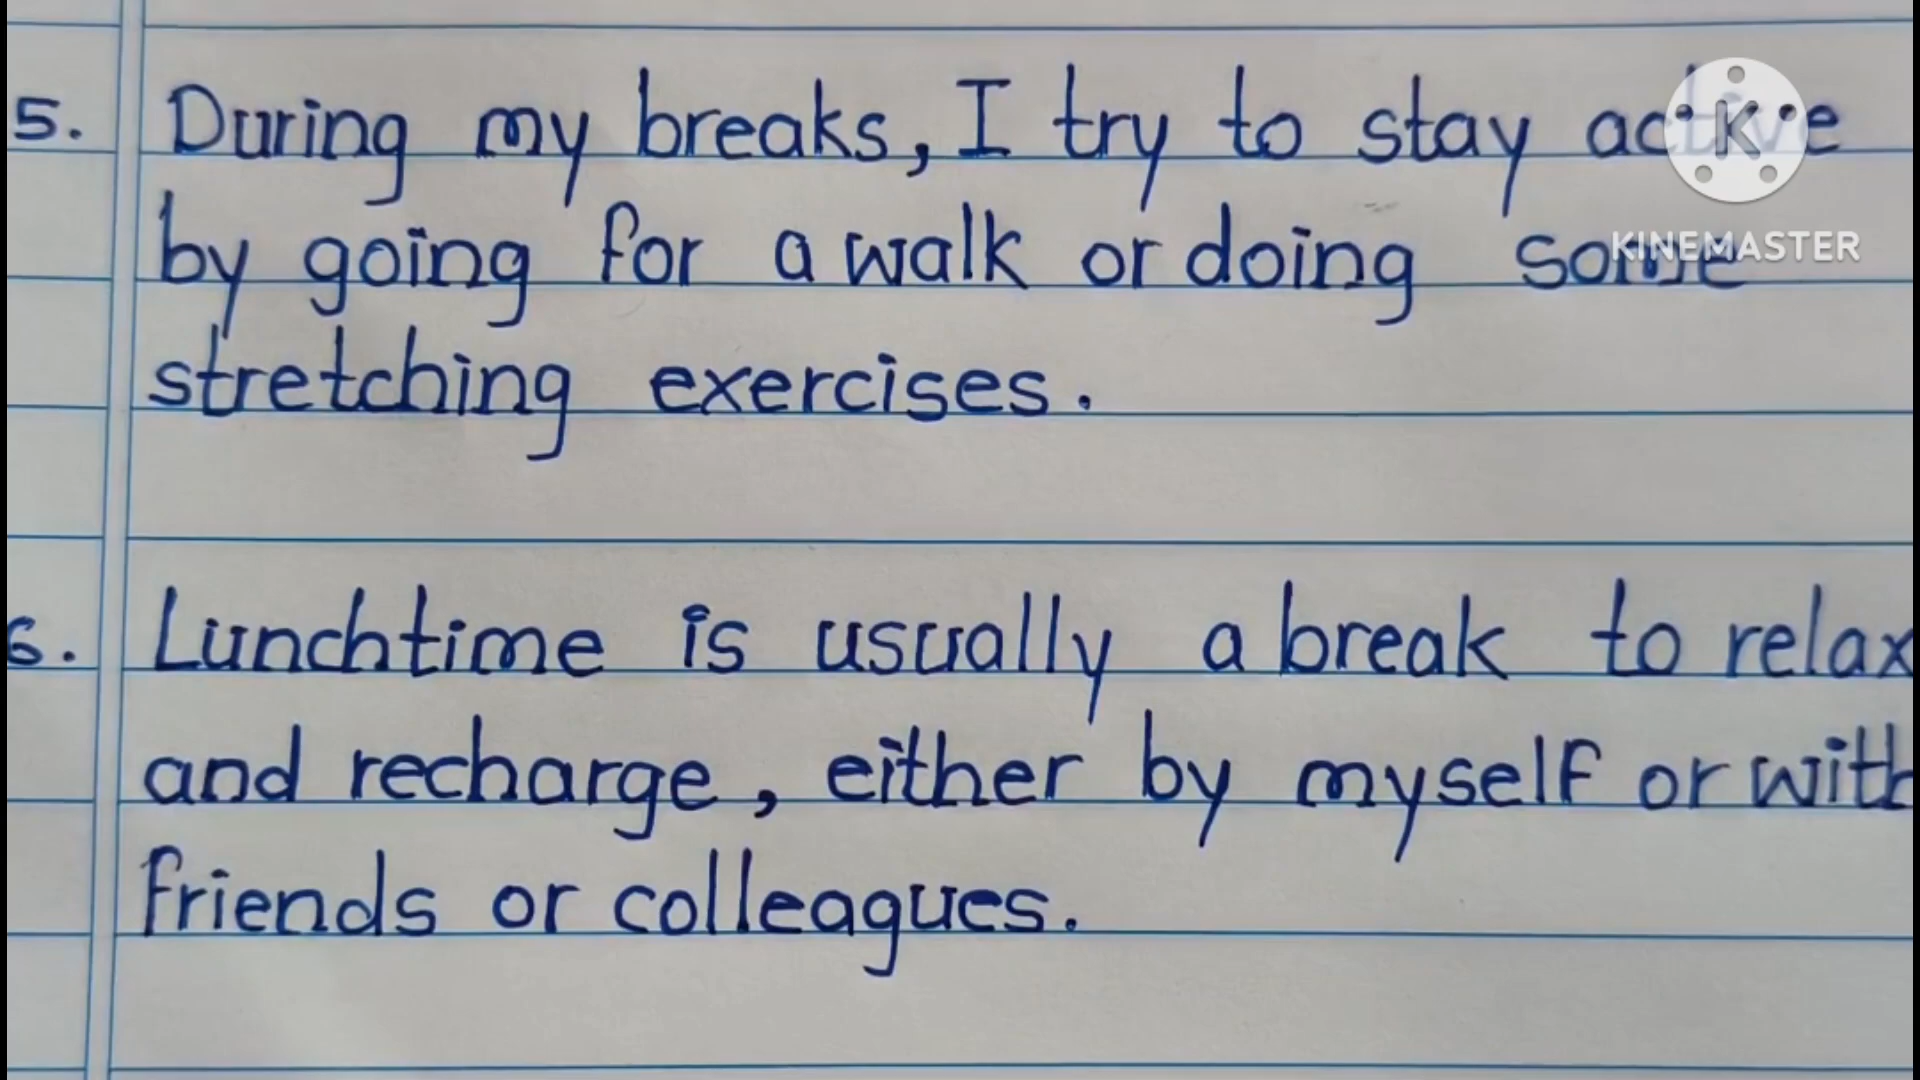 5. During my breaks, I try to stay active
by going for a walk or doing some
stretching exercises.
6. Lunchtime is usually a break to relax
and recharge, either by myself or with
friends or colleagues.
K
KINEMASTER